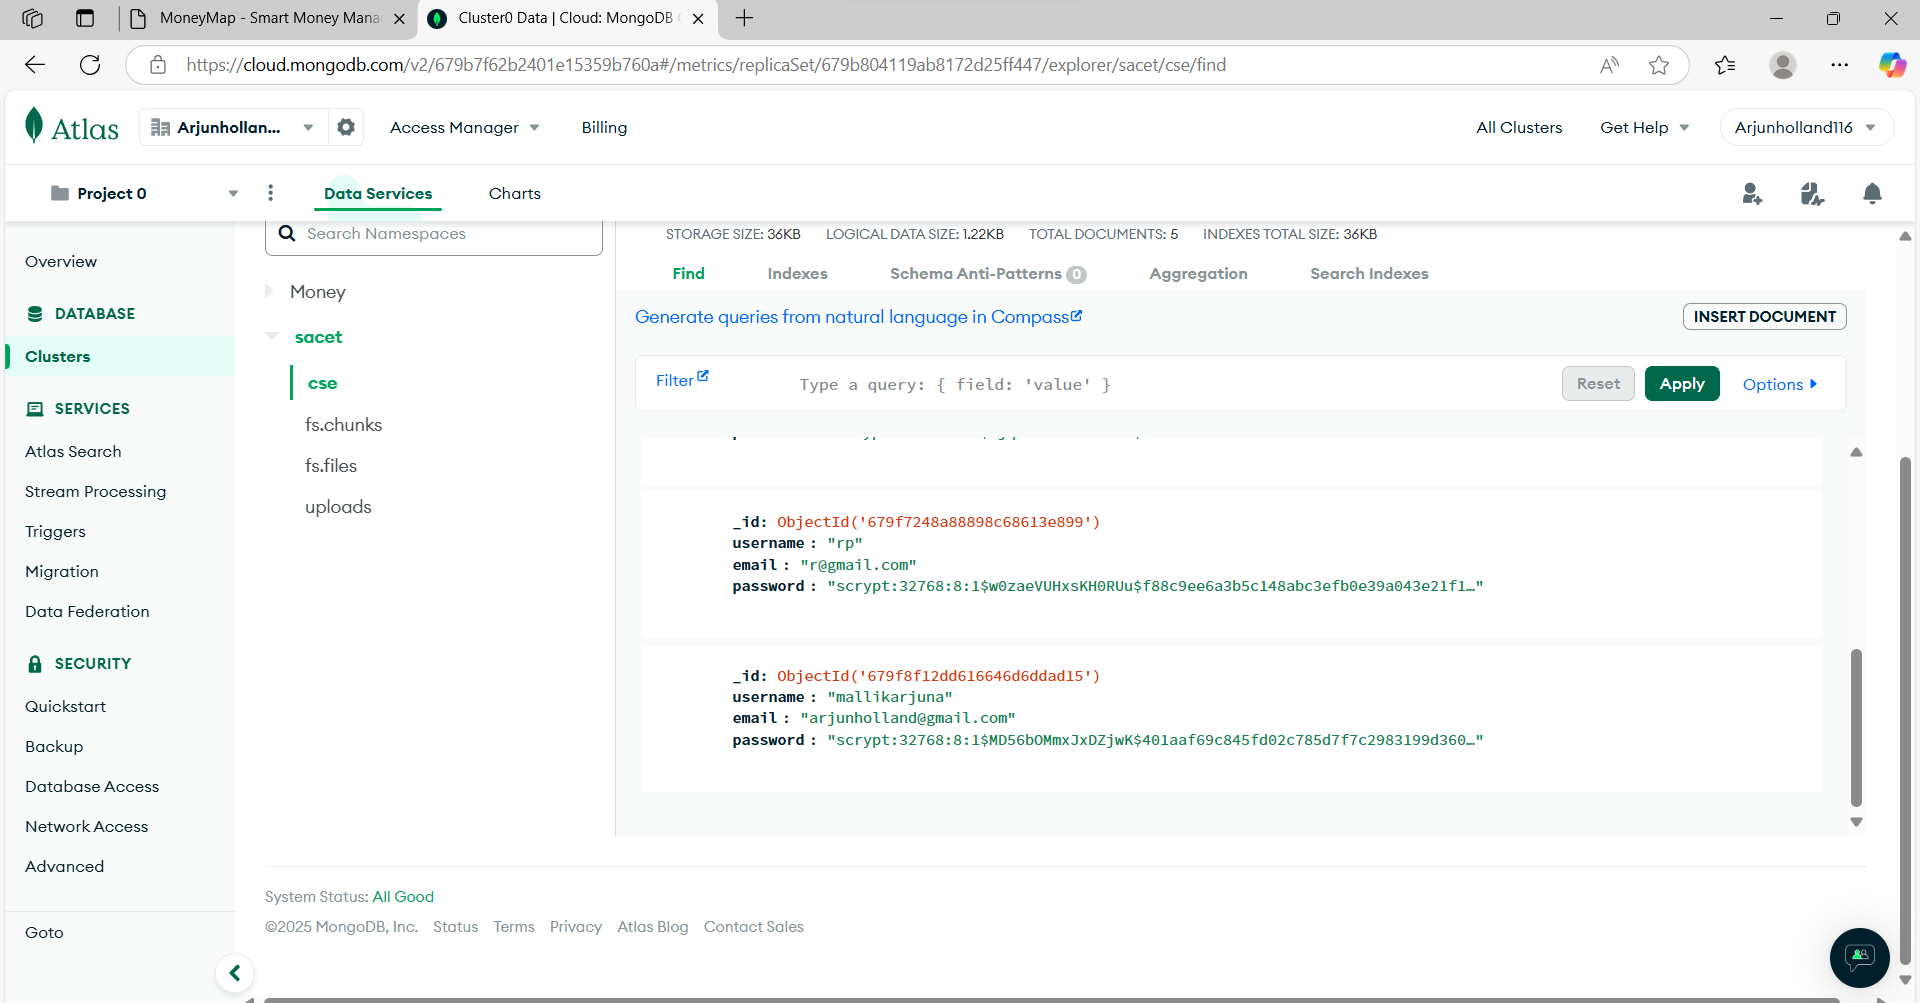 MoneyMap - Smart Money Mana
Cluster0 Data | Cloud: MongoDB
https://cloud.mongodb.com/v2/679b7f62b2401e15359b760a#/metrics/replicaSet/679b804119ab8172d25ff447/explorer/sacet/cse/find
Atlas
Arjunhollan...
Access Manager
Billing
All Clusters
Get Help
Arjunholland116
Project 0
Data Services
Charts
Overview
DATABASE
Clusters
SERVICES
Atlas Search
Stream Processing
Triggers
Migration
Data Federation
SECURITY
Quickstart
Backup
Database Access
Network Access
Advanced
Goto
Search Namespaces
Money
sacet
cse
fs.chunks
fs.files
uploads
STORAGE SIZE: 36KB LOGICAL DATA SIZE: 1.22KB TOTAL DOCUMENTS: 5 INDEXES TOTAL SIZE: 36KB
Find Indexes Schema Anti-Patterns 0 Aggregation Search Indexes
Generate queries from natural language in Compass
INSERT DOCUMENT
Filter
Type a query: { field: 'value' }
Reset
Apply
Options
_id: ObjectId('679f7248a88898c68613e899')
username : "rp"
email : "r@gmail.com"
password : "scrypt:32768:8:1$w0zaeVUHxsKH0RUu$f88c9ee6a3b5c148abc3efb0e39a043e21f1…"
_id: ObjectId('679f8f12dd616646d6ddad15')
username : "mallikarjuna"
email : "arjunholland@gmail.com"
password : "scrypt:32768:8:1$MD56bOMmxJxDZjwK$401aaf69c845fd02c785d7f7c2983199d360…"
System Status: All Good
©2025 MongoDB, Inc. Status Terms Privacy Atlas Blog Contact Sales